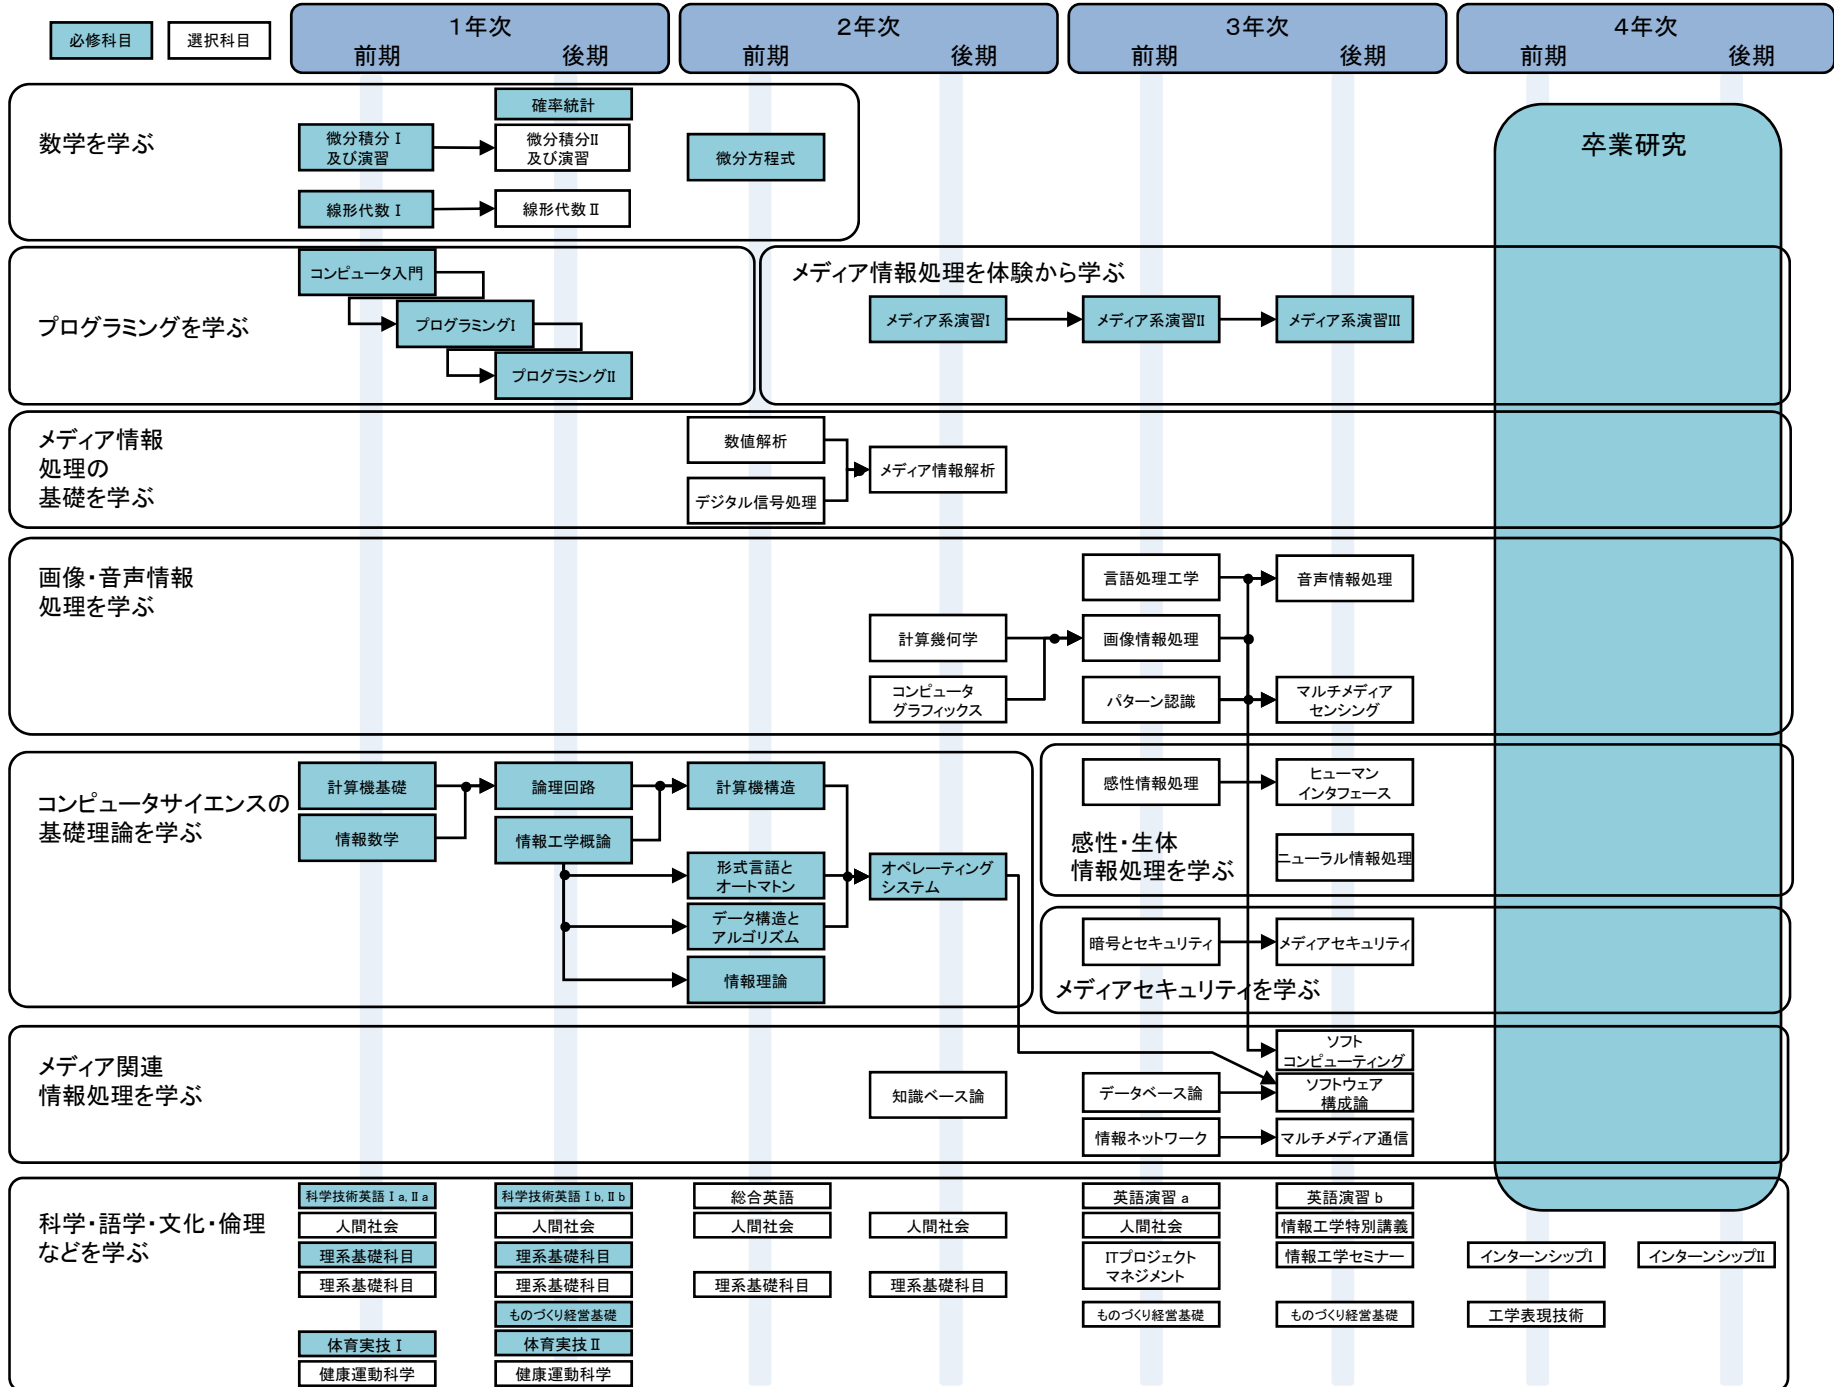 必修科目
選択科目
1年次
前期
後期
2年次
前期
後期
3年次
前期
後期
4年次
前期
後期
数学を学ぶ
確率統計
微分積分 I
及び演習
微分積分II
及び演習
微分方程式
線形代数 I
線形代数 II
卒業研究
プログラミングを学ぶ
コンピュータ入門
プログラミングI
プログラミングII
メディア情報処理を体験から学ぶ
メディア系演習I
メディア系演習II
メディア系演習III
メディア情報
処理の
基礎を学ぶ
数値解析
デジタル信号処理
メディア情報解析
画像・音声情報
処理を学ぶ
言語処理工学
音声情報処理
計算幾何学
画像情報処理
コンピュータ
グラフィックス
パターン認識
マルチメディア
センシング
コンピュータサイエンスの
基礎理論を学ぶ
計算機基礎
論理回路
計算機構造
情報数学
情報工学概論
形式言語と
オートマトン
オペレーティング
システム
データ構造と
アルゴリズム
情報理論
感性情報処理
ヒューマン
インタフェース
感性・生体
情報処理を学ぶ
ニューラル情報処理
暗号とセキュリティ
メディアセキュリティ
メディアセキュリティを学ぶ
メディア関連
情報処理を学ぶ
ソフト
コンピューティング
知識ベース論
データベース論
ソフトウェア
構成論
情報ネットワーク
マルチメディア通信
科学・語学・文化・倫理
などを学ぶ
科学技術英語 I a, II a
科学技術英語 I b, II b
総合英語
英語演習 a
英語演習 b
人間社会
人間社会
人間社会
人間社会
人間社会
情報工学特別講義
理系基礎科目
理系基礎科目
ITプロジェクト
マネジメント
情報工学セミナー
インターンシップI
インターンシップII
理系基礎科目
理系基礎科目
理系基礎科目
理系基礎科目
ものづくり経営基礎
ものづくり経営基礎
ものづくり経営基礎
工学表現技術
体育実技 I
体育実技 II
健康運動科学
健康運動科学